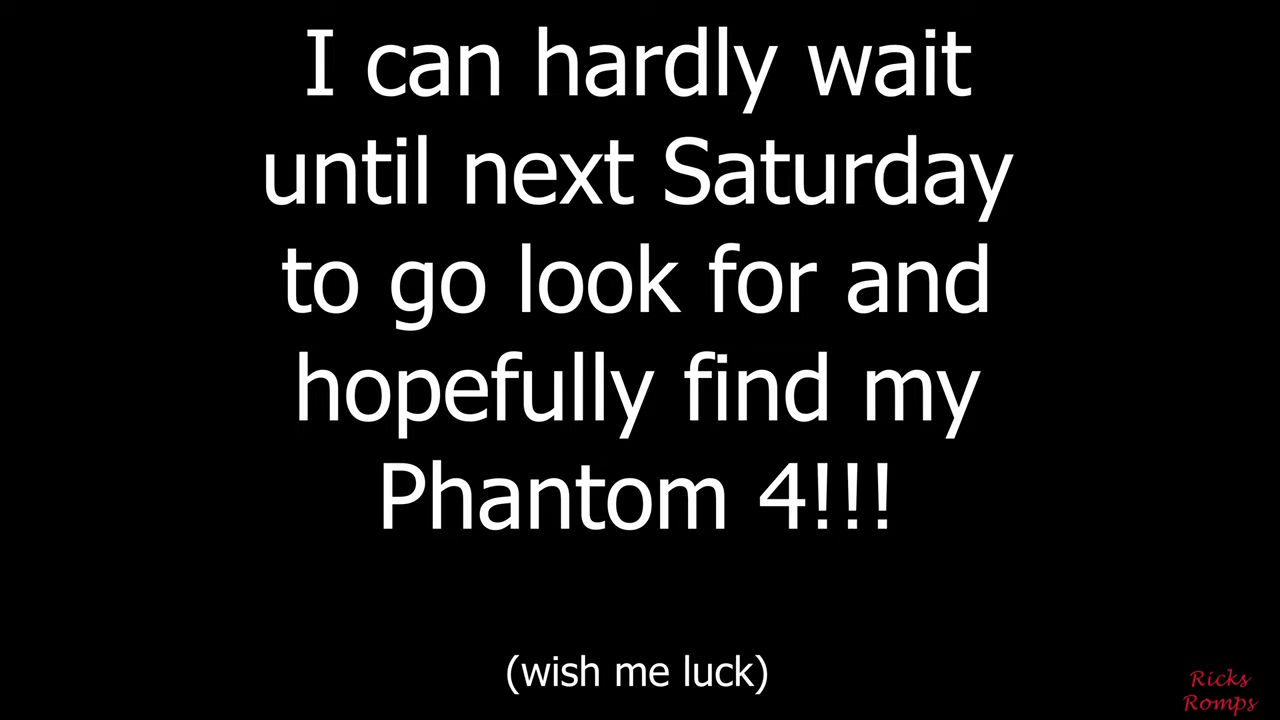 I can hardly wait
until next Saturday
to go look for and
hopefully find my
Phantom 4!!!
(wish me luck)
Ricks
Romps